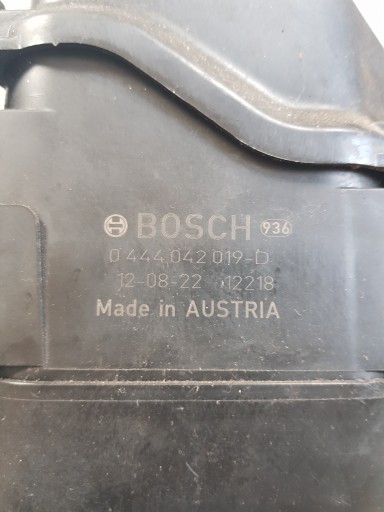 BOSCH 936
0 444 042 019-D
12-08-22 12218
Made in AUSTRIA